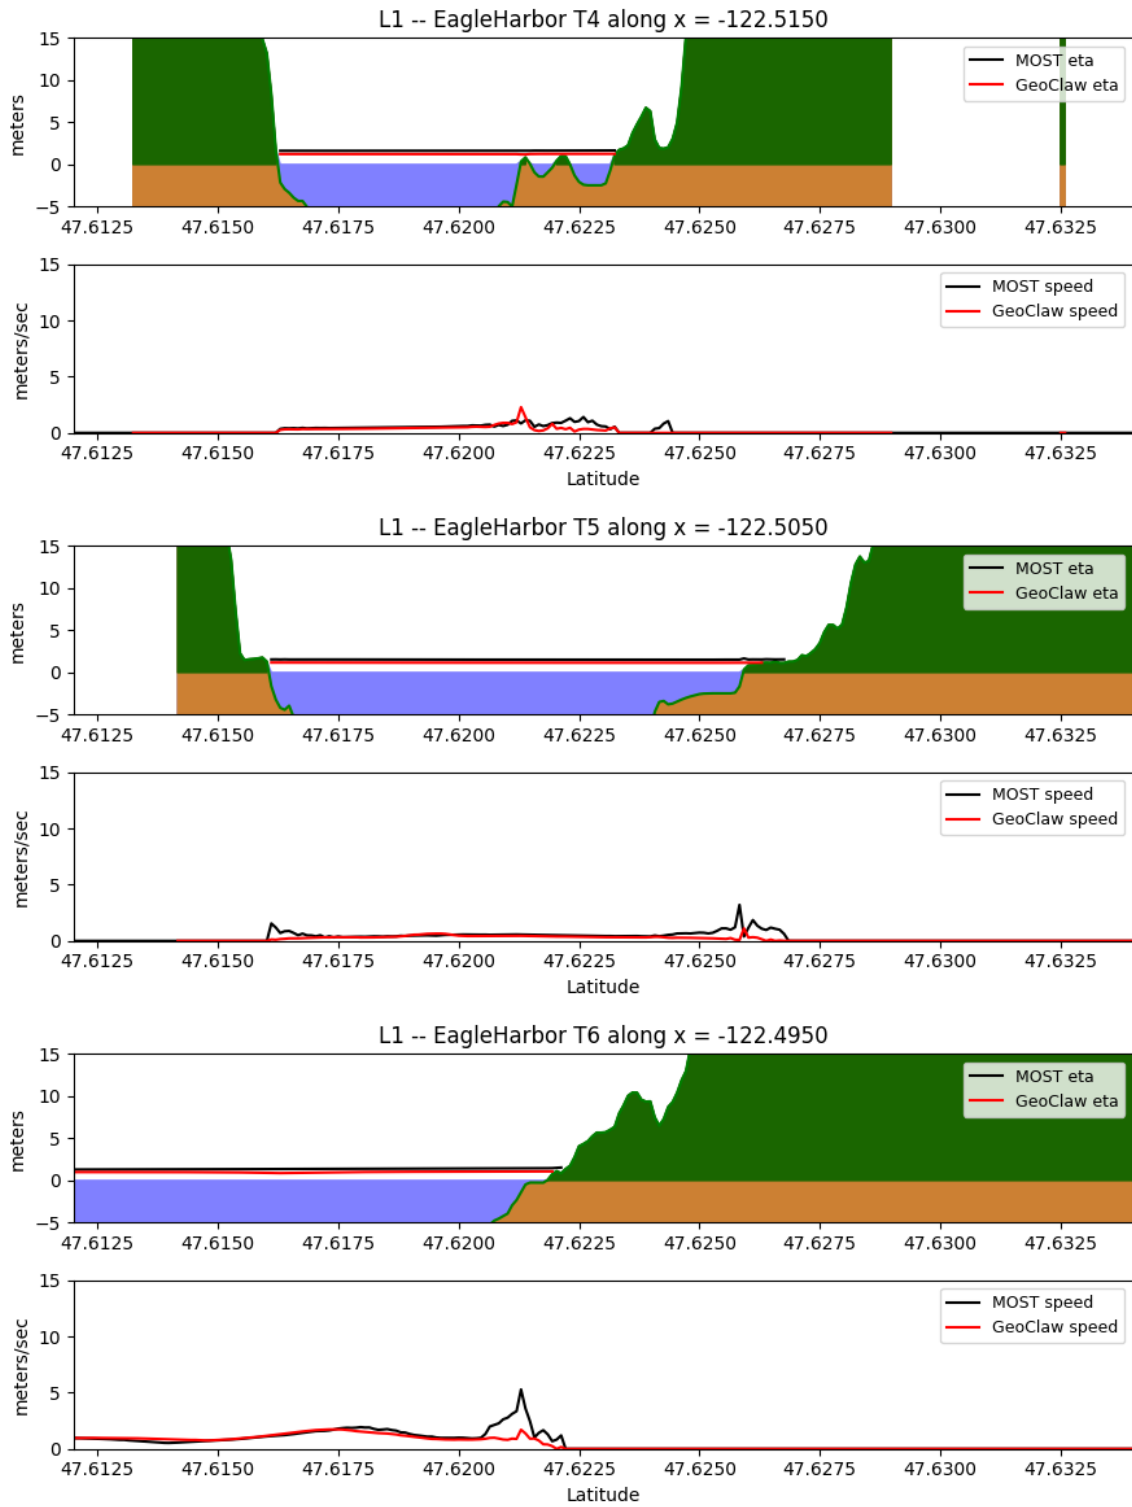 L1 -- EagleHarbor T4 along x = -122.5150
15
10
5
0
−5
meters
MOST eta
GeoClaw eta
47.6125 47.6150 47.6175 47.6200 47.6225 47.6250 47.6275 47.6300 47.6325
15
10
5
0
meters/sec
MOST speed
GeoClaw speed
47.6125 47.6150 47.6175 47.6200 47.6225 47.6250 47.6275 47.6300 47.6325
Latitude
L1 -- EagleHarbor T5 along x = -122.5050
15
10
5
0
−5
meters
MOST eta
GeoClaw eta
47.6125 47.6150 47.6175 47.6200 47.6225 47.6250 47.6275 47.6300 47.6325
15
10
5
0
meters/sec
MOST speed
GeoClaw speed
47.6125 47.6150 47.6175 47.6200 47.6225 47.6250 47.6275 47.6300 47.6325
Latitude
L1 -- EagleHarbor T6 along x = -122.4950
15
10
5
0
−5
meters
MOST eta
GeoClaw eta
47.6125 47.6150 47.6175 47.6200 47.6225 47.6250 47.6275 47.6300 47.6325
15
10
5
0
meters/sec
MOST speed
GeoClaw speed
47.6125 47.6150 47.6175 47.6200 47.6225 47.6250 47.6275 47.6300 47.6325
Latitude